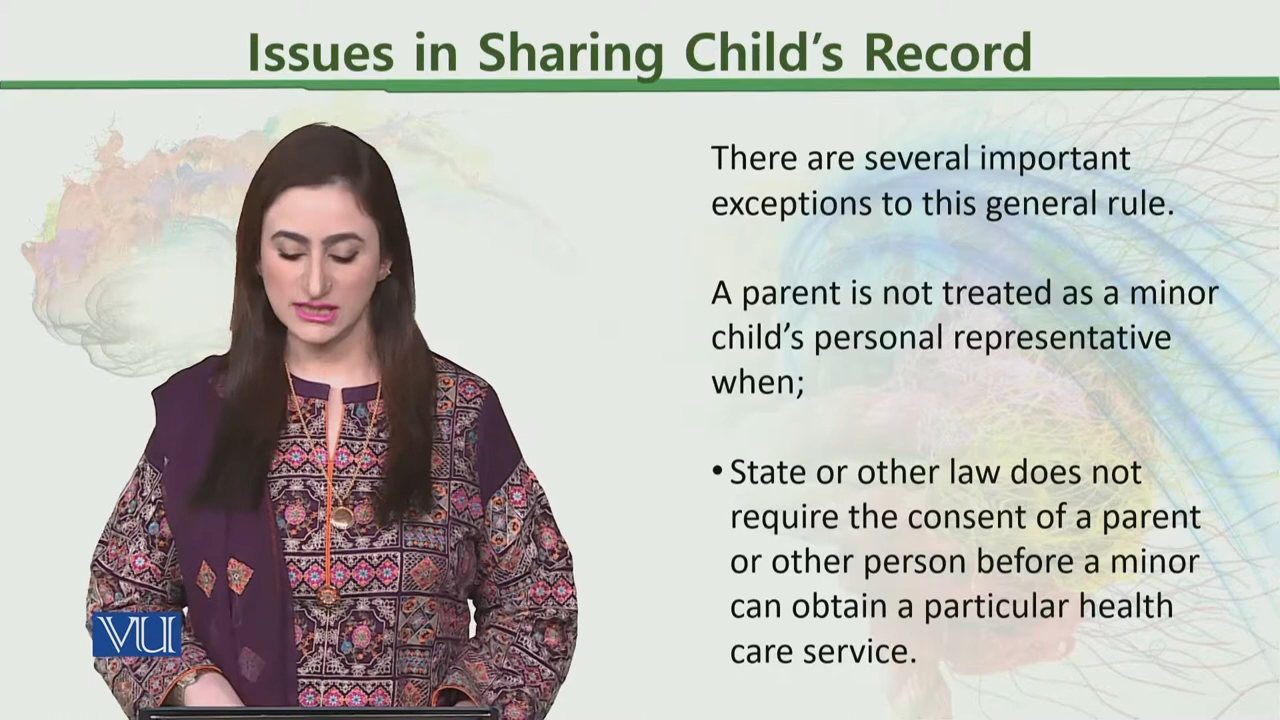 Issues in Sharing Child's Record
There are several important
exceptions to this general rule.
A parent is not treated as a minor
child's personal representative
when;
• State or other law does not
require the consent of a parent
or other person before a minor
can obtain a particular health
care service.
VU